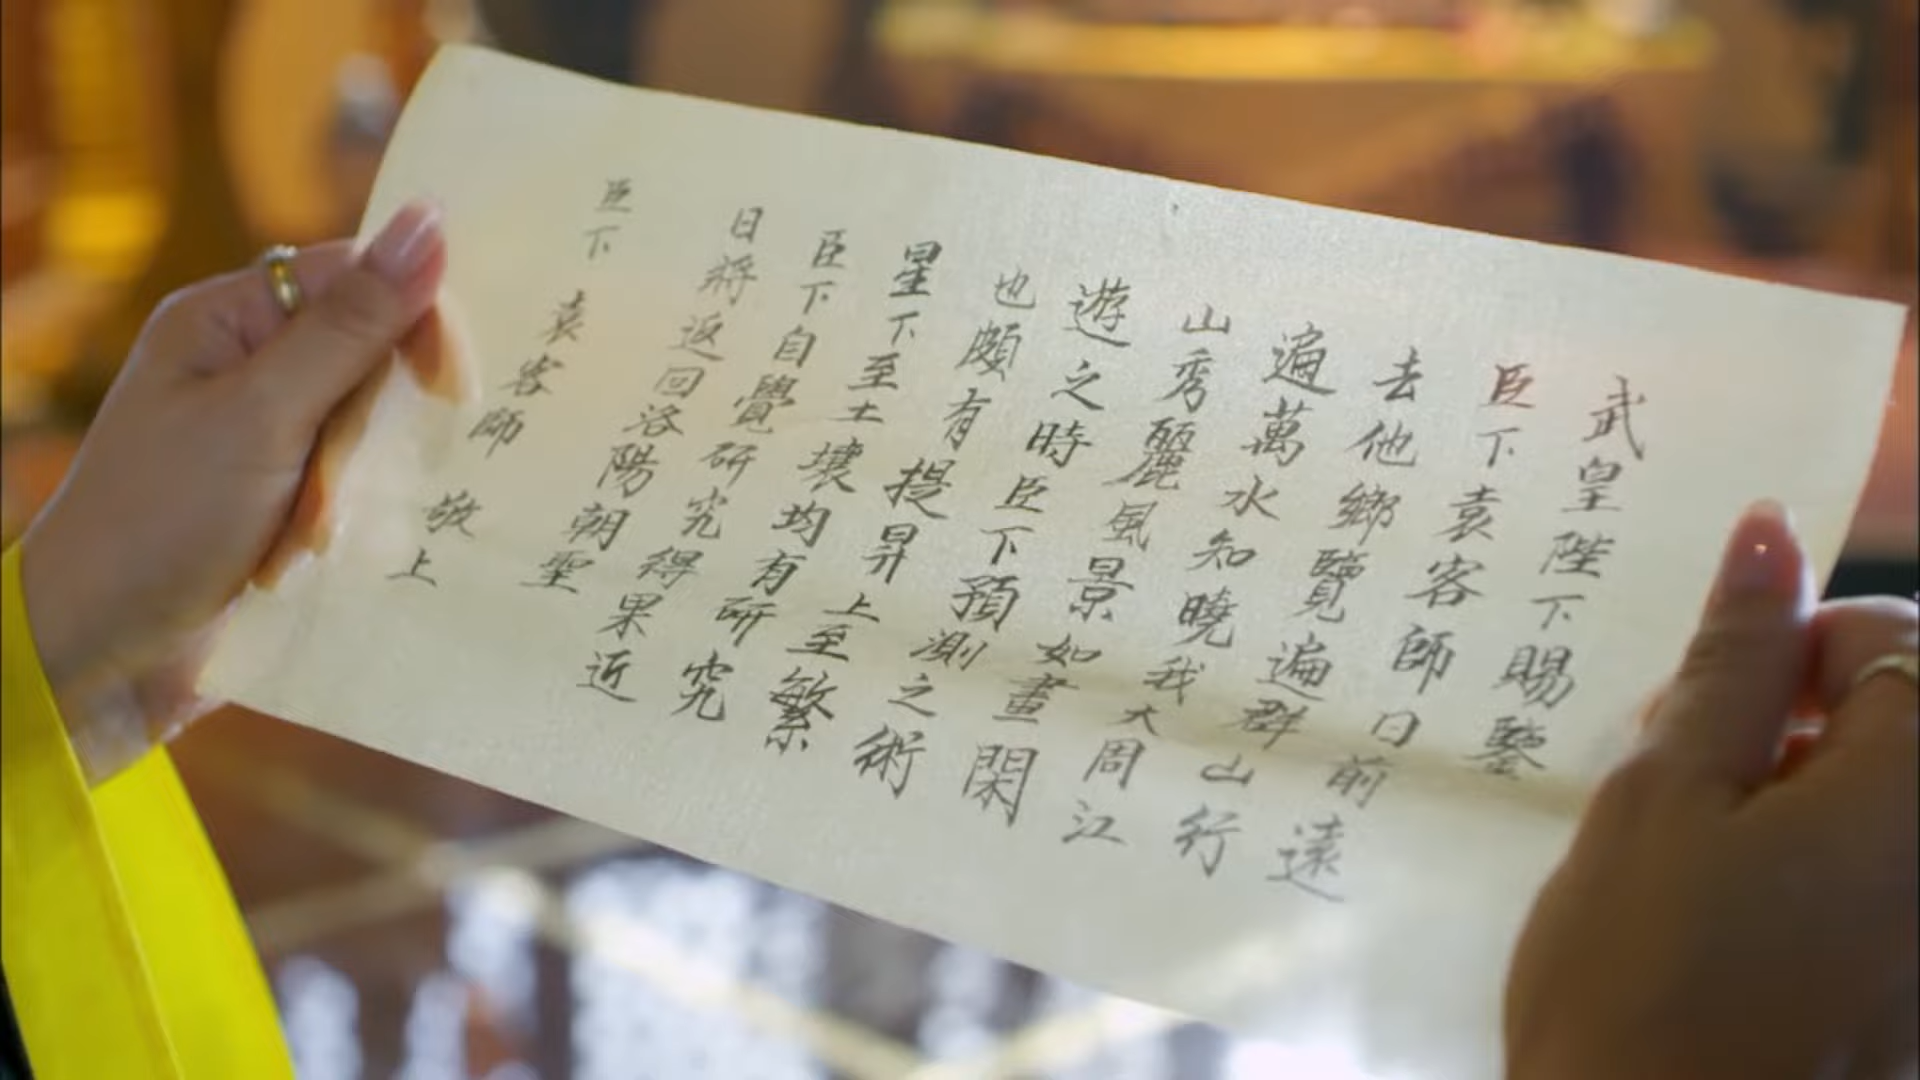 武皇陛下賜鑒
臣下袁客師日前遠
去他鄉覽遍群山行
遍萬水知曉我大周江
山秀麗風景如畫閑
遊之時臣下預測之術
也頗有提昇上至繁
星下至土壤均有研究
臣下自覺研究得果近
日將返回洛陽朝聖
臣下 袁客師 敬上